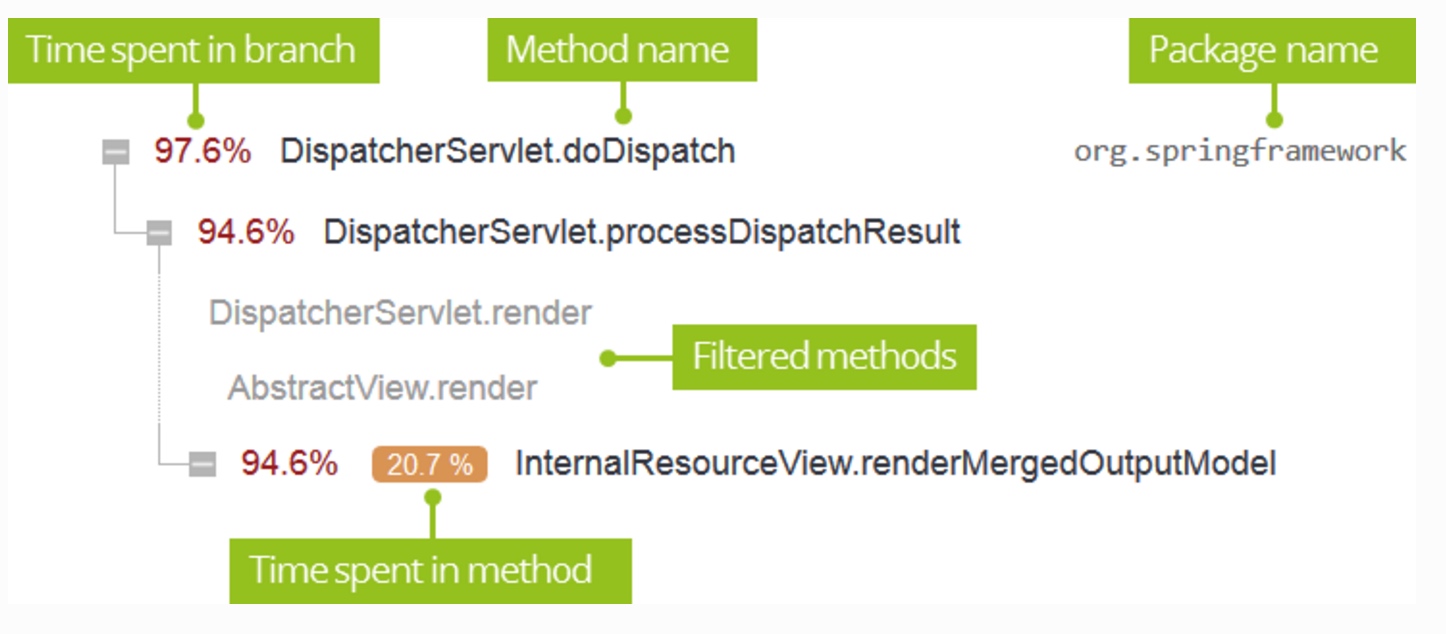 Time spent in branch
Method name
Package name
97.6% DispatcherServlet.doDispatch org.springframework
94.6% DispatcherServlet.processDispatchResult
DispatcherServlet.render
Filtered methods
AbstractView.render
94.6% 20.7 % InternalResourceView.renderMergedOutputModel
Time spent in method